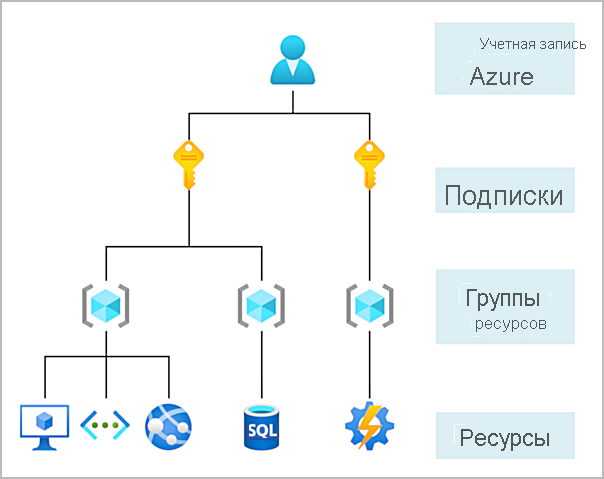 Учетная запись
Azure
Подписки
Группы
ресурсов
SQL
Ресурсы